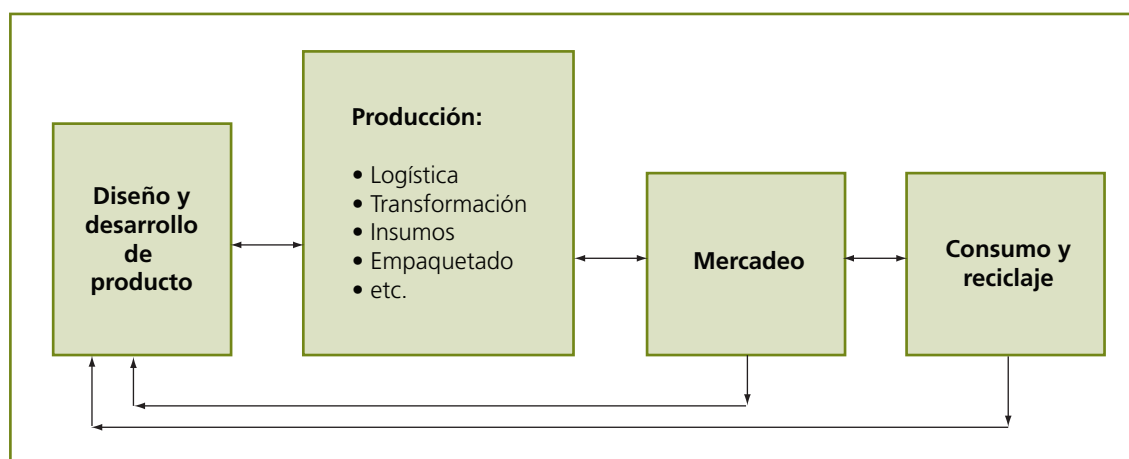 Diseño y
desarrollo
de
producto
Producción:
• Logística
• Transformación
• Insumos
• Empaquetado
• etc.
Mercadeo
Consumo y
reciclaje